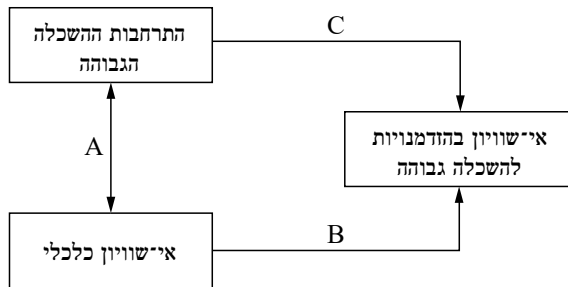 התרחבות ההשכלה
הגבוהה
C
אי־שוויון בהזדמנויות
להשכלה גבוהה
A
B
אי־שוויון כלכלי